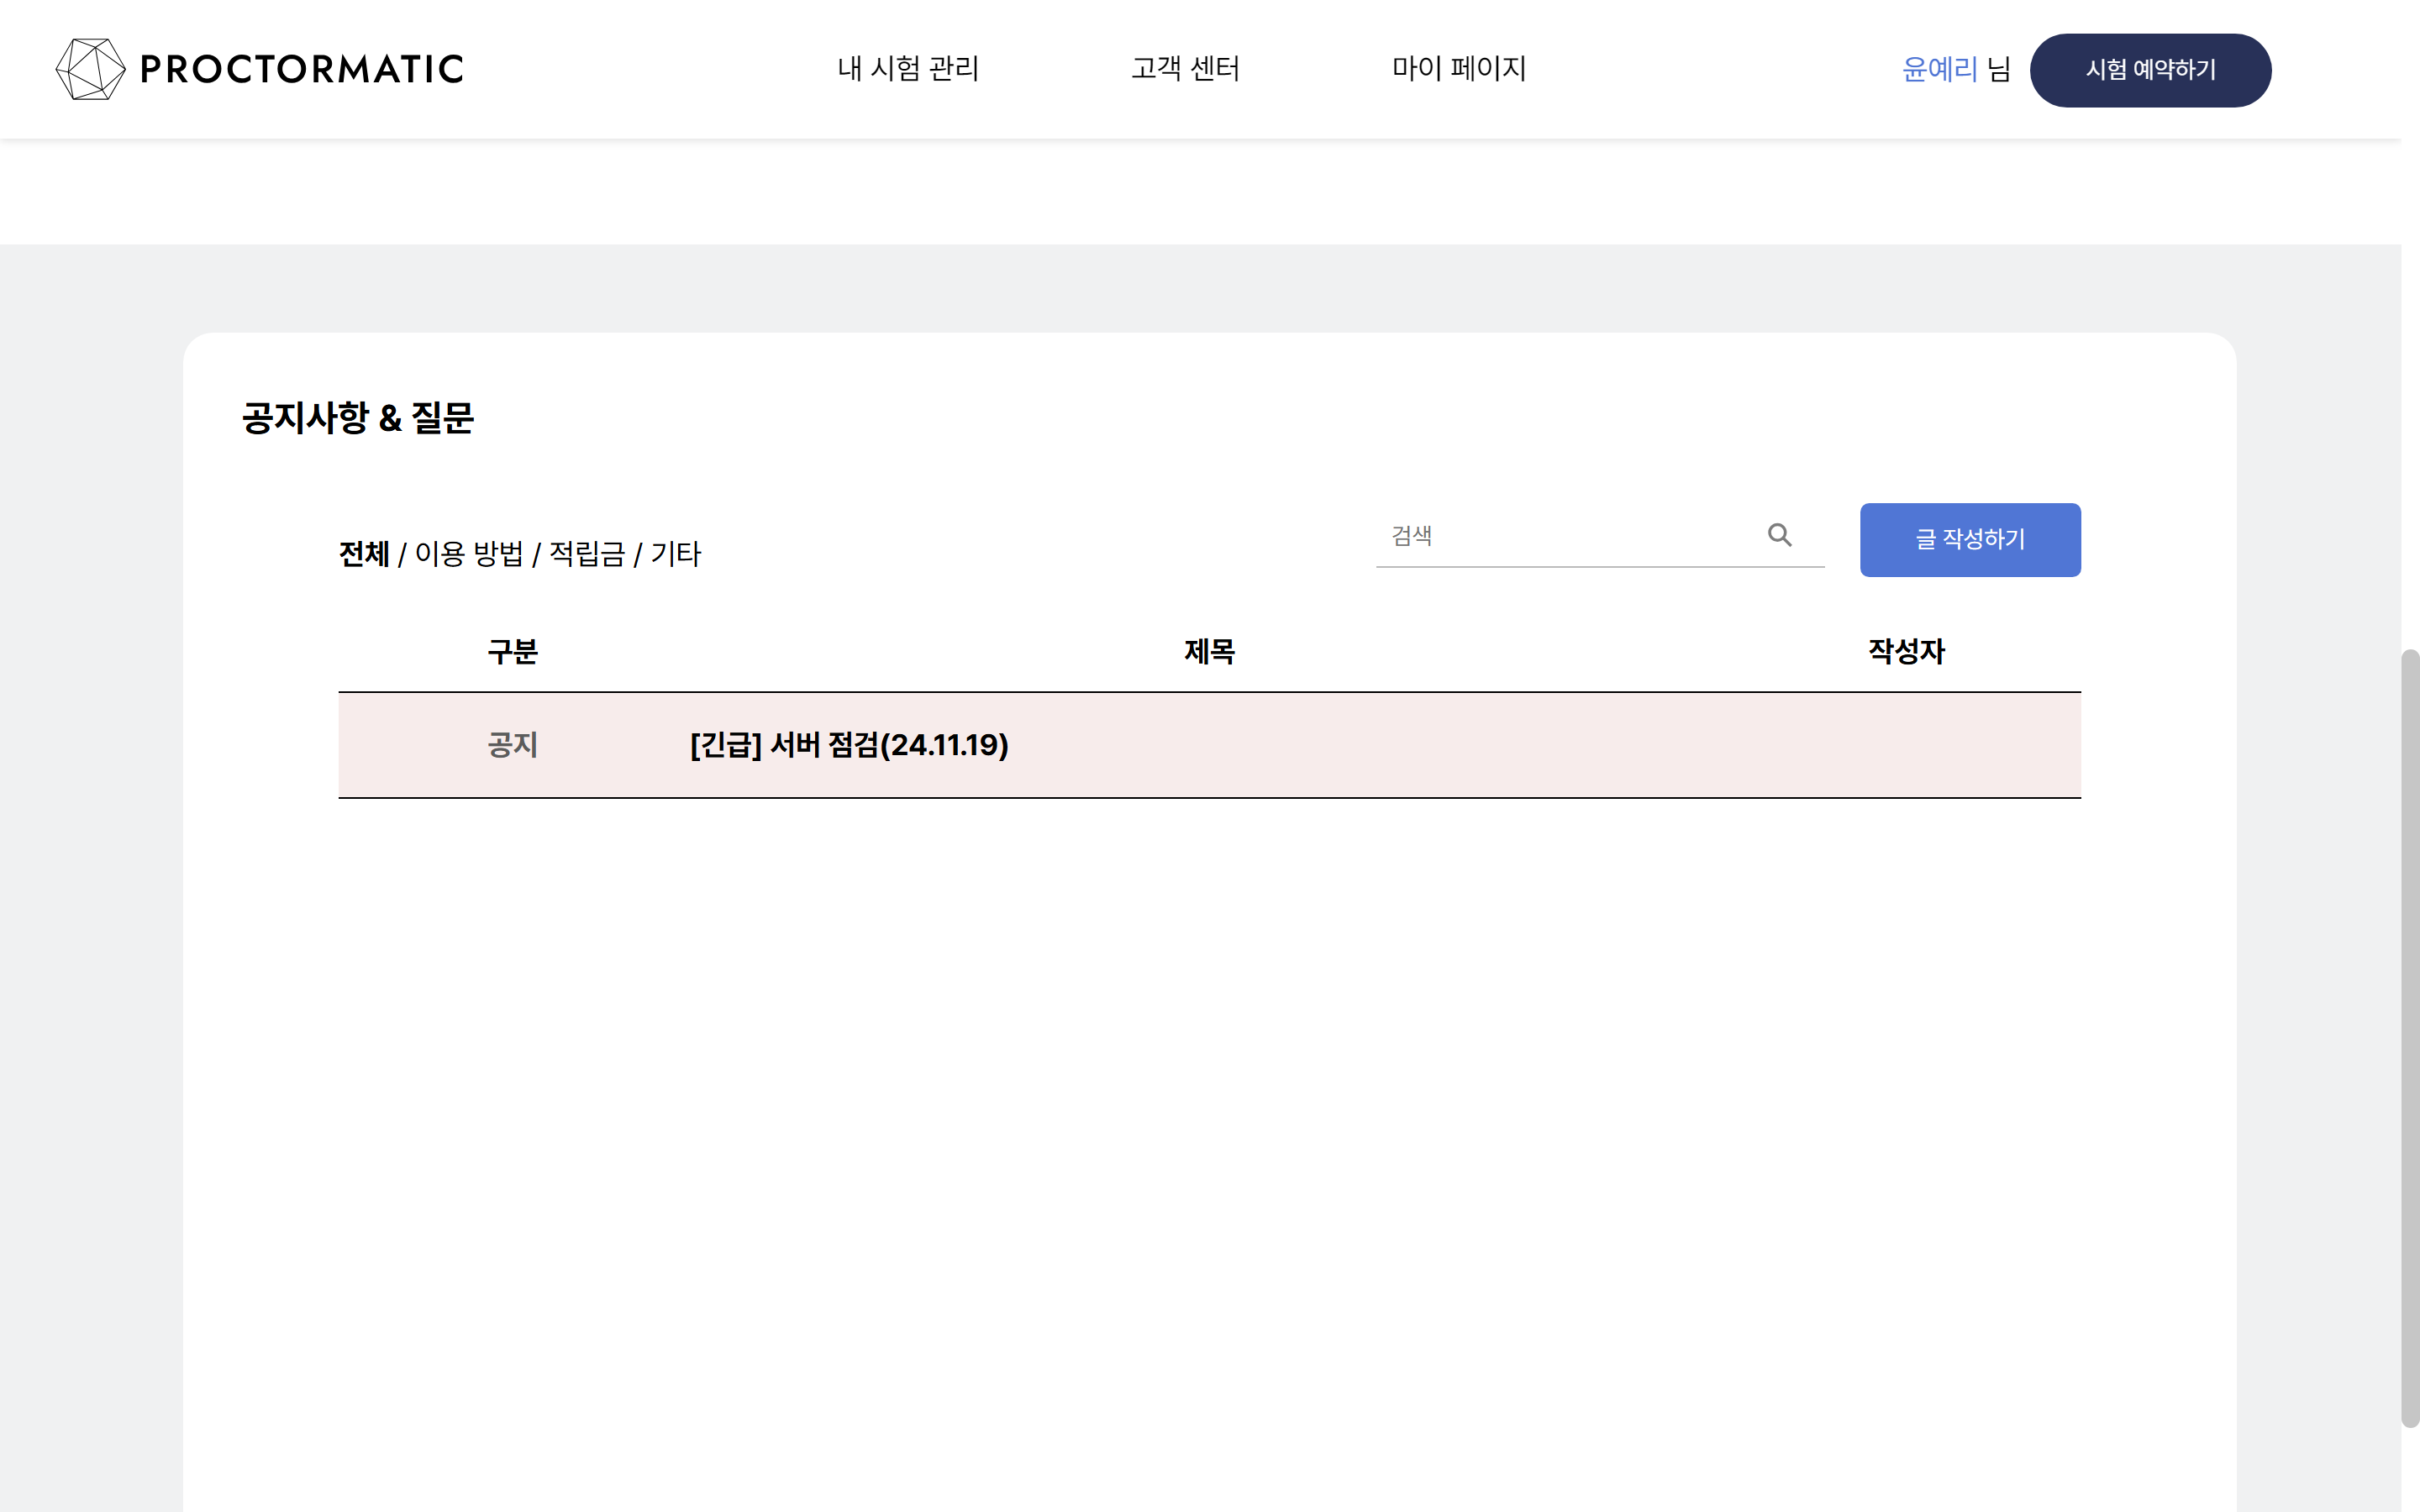 PROCTORMATIC
내 시험 관리
고객 센터
마이 페이지
윤예리 님
시험 예약하기
공지사항 & 질문
전체 / 이용 방법 / 적립금 / 기타
검색
글 작성하기
구분
제목
작성자
공지
[긴급] 서버 점검(24.11.19)